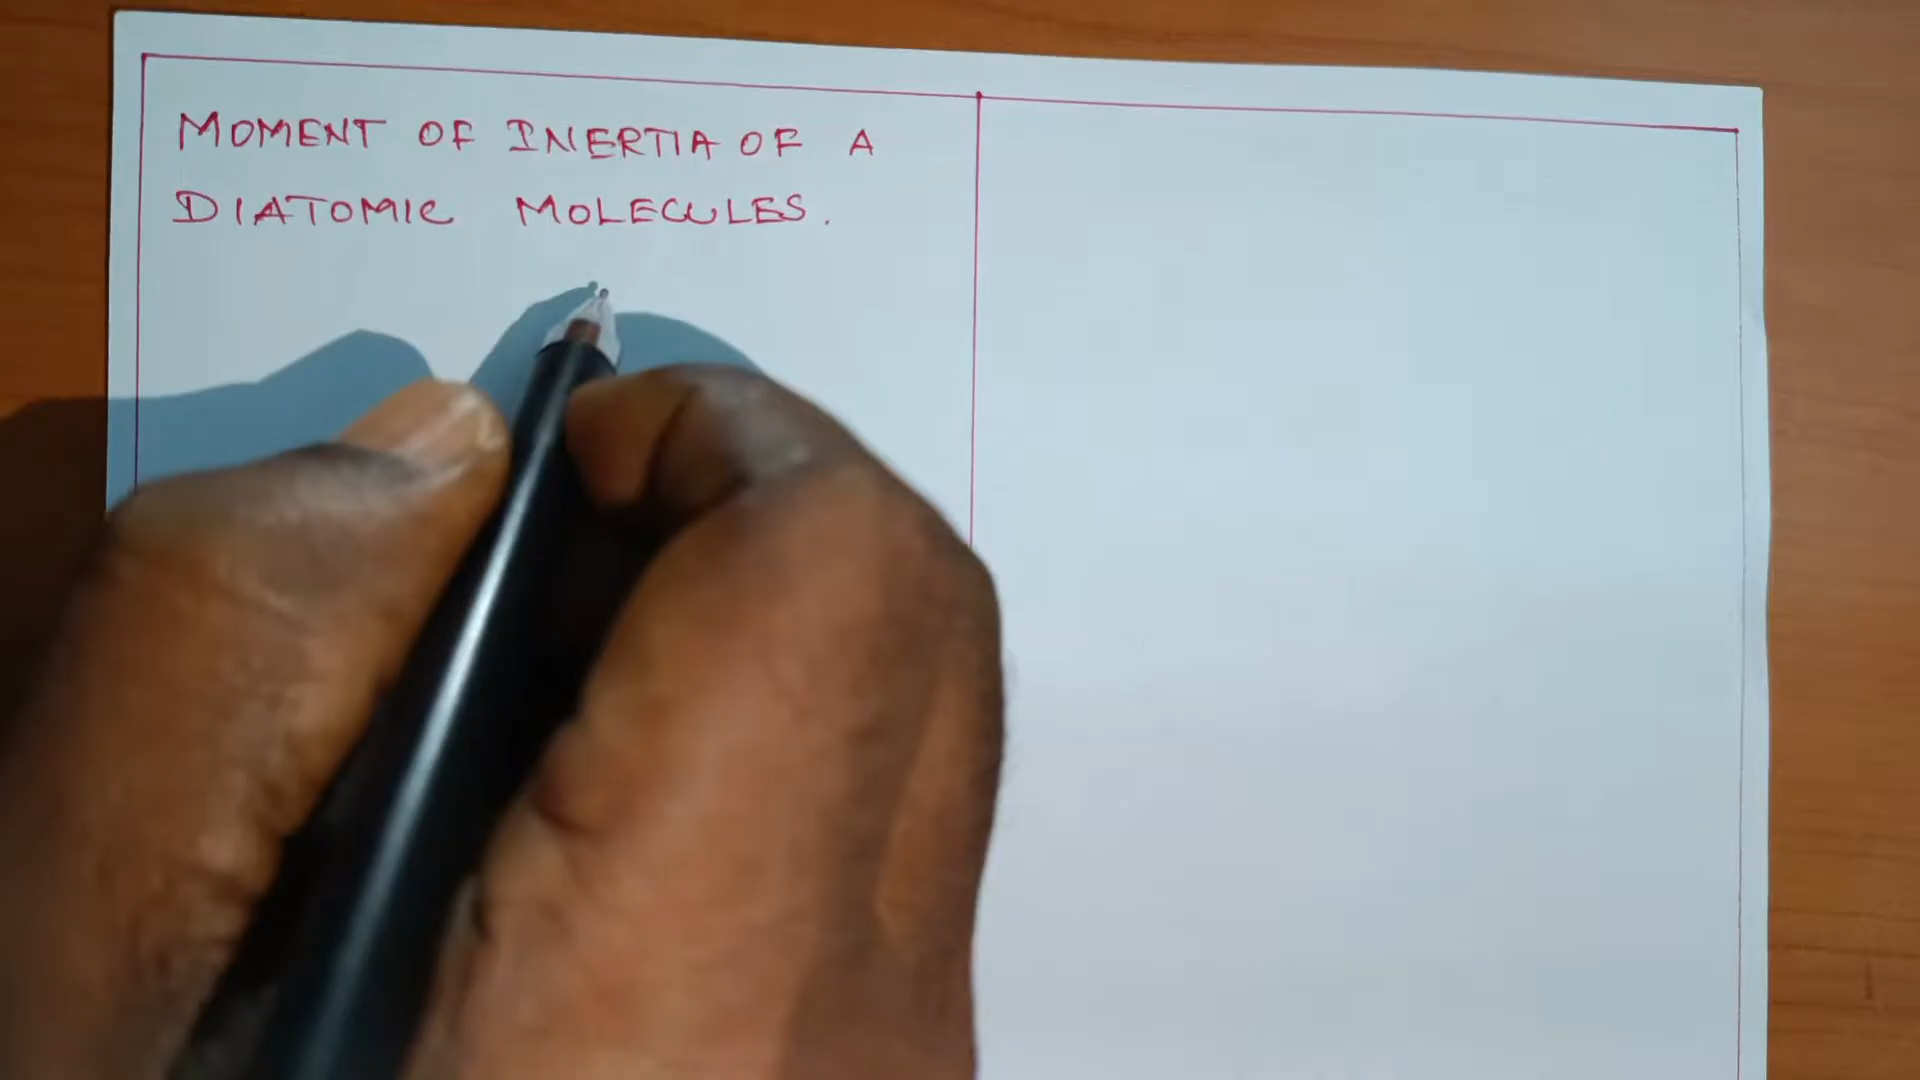 MOMENT OF INERTIA OF A
DIATOMIC MOLECULES.